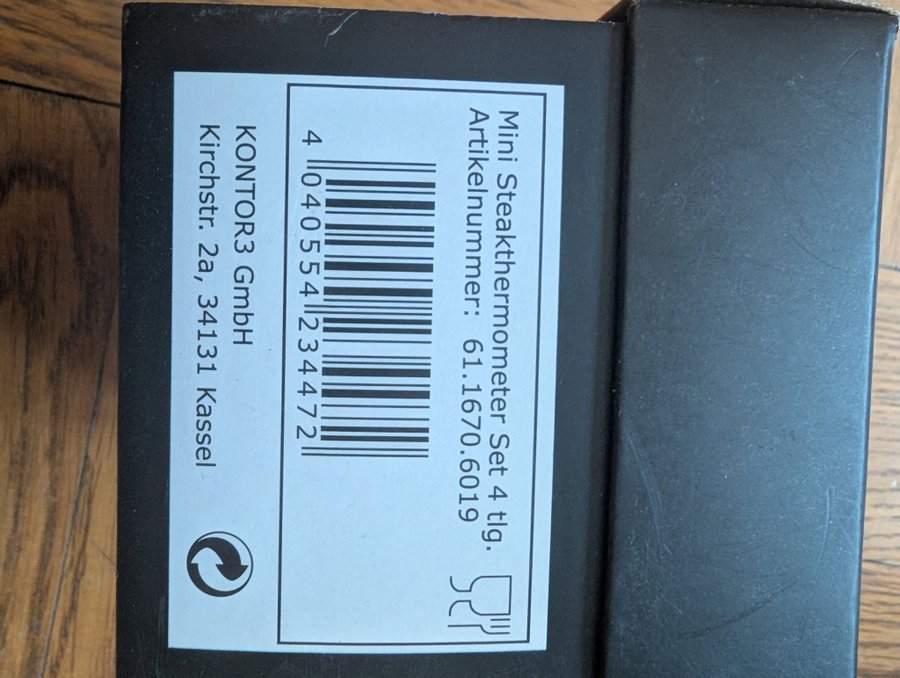 Mini Steakthermometer Set 4 tlg.
Artikelnummer: 61.1670.6019
4 040554 234472
KONTOR3 GmbH
Kirchstr. 2a, 34131 Kassel